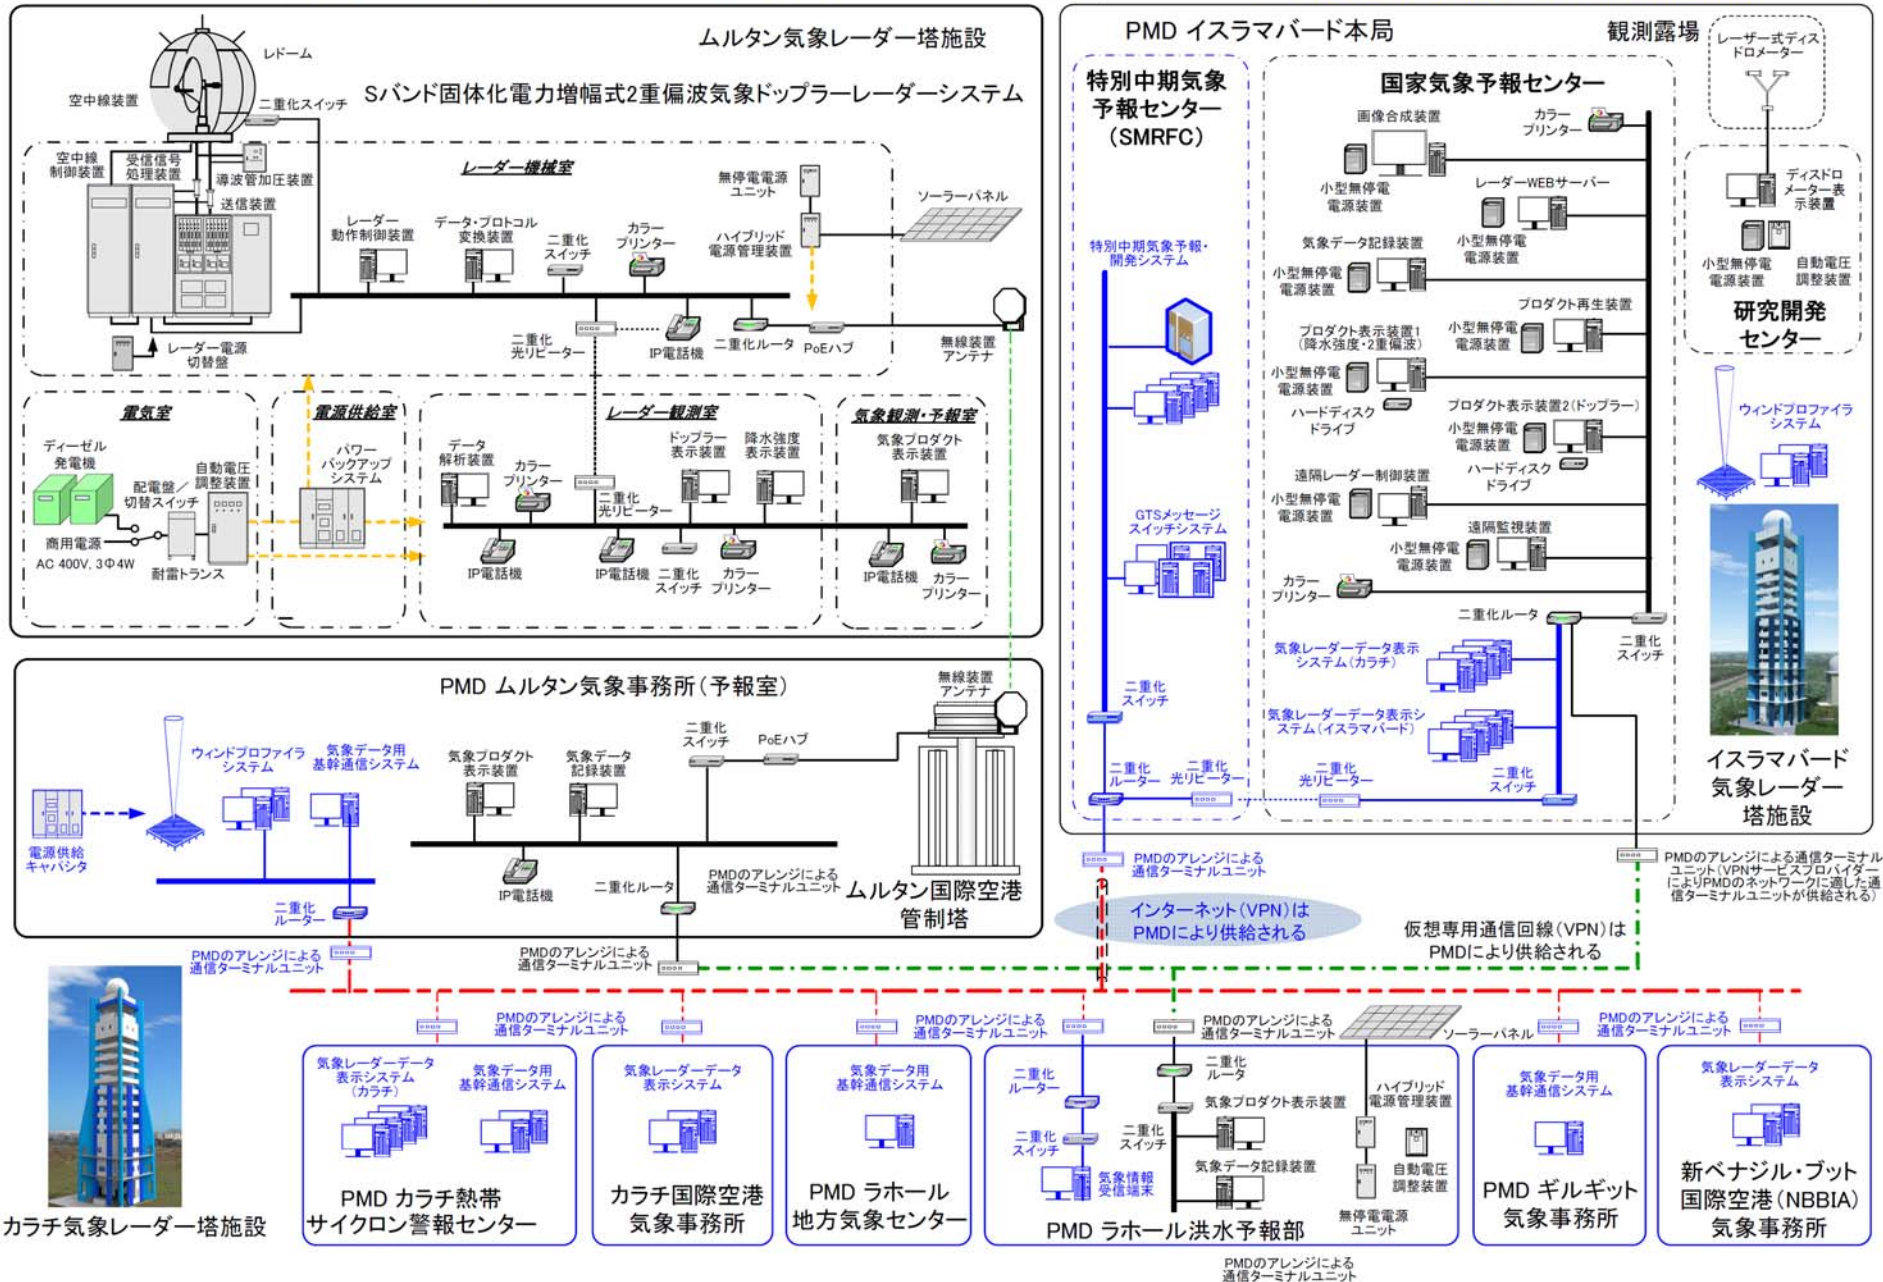 ムルタン気象レーダー塔施設
Sバンド固体化電力増幅式2重偏波気象ドップラーレーダーシステム
レドーム
空中線装置
二重化スイッチ
空中線
制御装置
受信信号
処理装置
導波管加圧装置
送信装置
レーダー機械室
無停電電源
ユニット
ソーラーパネル
レーダー
動作制御装置
データ・プロトコル
変換装置
二重化
スイッチ
カラー
プリンター
ハイブリッド
電源管理装置
レーダー電源
切替盤
二重化
光リピーター
IP電話機
二重化ルータ
PoEハブ
無線装置
アンテナ
電気室
ディーゼル
発電機
自動電圧
調整装置
配電盤/
切替スイッチ
商用電源
AC 400V, 3Φ4W
耐雷トランス
電源供給室
パワー
バックアップ
システム
レーダー観測室
データ
解析装置
カラー
プリンター
二重化
光リピーター
ドップラー
表示装置
降水強度
表示装置
IP電話機
IP電話機
二重化
スイッチ
カラー
プリンター
気象観測・予報室
気象プロダクト
表示装置
IP電話機
カラー
プリンター
PMD ムルタン気象事務所(予報室)
無線装置
アンテナ
ウィンドプロファイラ
システム
気象データ用
基幹通信システム
気象プロダクト
表示装置
気象データ
記録装置
二重化
スイッチ
PoEハブ
電源供給
キャパシタ
二重化
ルーター
IP電話機
二重化ルータ
PMDのアレンジによる
通信ターミナルユニット
ムルタン国際空港
管制塔
PMDのアレンジによる
通信ターミナルユニット
PMDのアレンジによる
通信ターミナルユニット
PMD イスラマバード本局
観測露場
レーザー式ディス
ドロメーター
特別中期気象
予報センター
(SMRFC)
特別中期気象予報・
開発システム
GTSメッセージ
スイッチシステム
二重化
スイッチ
二重化
ルーター
二重化
光リピーター
国家気象予報センター
画像合成装置
カラー
プリンター
小型無停電
電源装置
レーダーWEBサーバー
小型無停電
電源装置
気象データ記録装置
小型無停電
電源装置
プロダクト再生装置
小型無停電
電源装置
プロダクト表示装置1
(降水強度・2重偏波)
小型無停電
電源装置
ハードディスク
ドライブ
プロダクト表示装置2(ドップラー)
小型無停電
電源装置
ハードディスク
ドライブ
遠隔レーダー制御装置
小型無停電
電源装置
遠隔監視装置
小型無停電
電源装置
カラー
プリンター
二重化ルータ
二重化
スイッチ
気象レーダーデータ表示
システム(カラチ)
気象レーダーデータ表示シ
ステム(イスラマバード)
二重化
光リピーター
二重化
スイッチ
ディスドロ
メーター表
示装置
小型無停電
電源装置
自動電圧
調整装置
研究開発
センター
ウィンドプロファイラ
システム
イスラマバード
気象レーダー
塔施設
PMDのアレンジによる
通信ターミナルユニット
インターネット(VPN)は
PMDにより供給される
PMDのアレンジによる通信ターミナル
ユニット(VPNサービスプロバイダー
によりPMDのネットワークに適した通
信ターミナルユニットが供給される)
仮想専用通信回線(VPN)は
PMDにより供給される
カラチ気象レーダー塔施設
PMDのアレンジによる
通信ターミナルユニット
PMDのアレンジによる
通信ターミナルユニット
PMDのアレンジによる
通信ターミナルユニット
ソーラーパネル
PMDのアレンジによる
通信ターミナルユニット
気象レーダーデータ
表示システム
(カラチ)
気象データ用
基幹通信システム
PMD カラチ熱帯
サイクロン警報センター
気象レーダーデータ
表示システム
カラチ国際空港
気象事務所
気象データ用
基幹通信システム
PMD ラホール
地方気象センター
二重化
ルーター
二重化
スイッチ
気象情報
受信端末
二重化
ルータ
二重化
スイッチ
気象プロダクト表示装置
気象データ記録装置
ハイブリッド
電源管理装置
自動電圧
調整装置
無停電電源
ユニット
PMD ラホール洪水予報部
気象データ用
基幹通信システム
PMD ギルギット
気象事務所
気象レーダーデータ
表示システム
新ベナジル・ブット
国際空港(NBBIA)
気象事務所
PMDのアレンジによる
通信ターミナルユニット